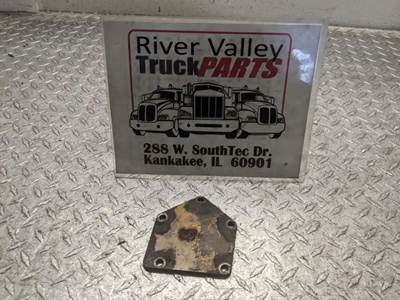 River Valley
TruckPARTS
288 W. SouthTec Dr.
Kankakee, IL 60901